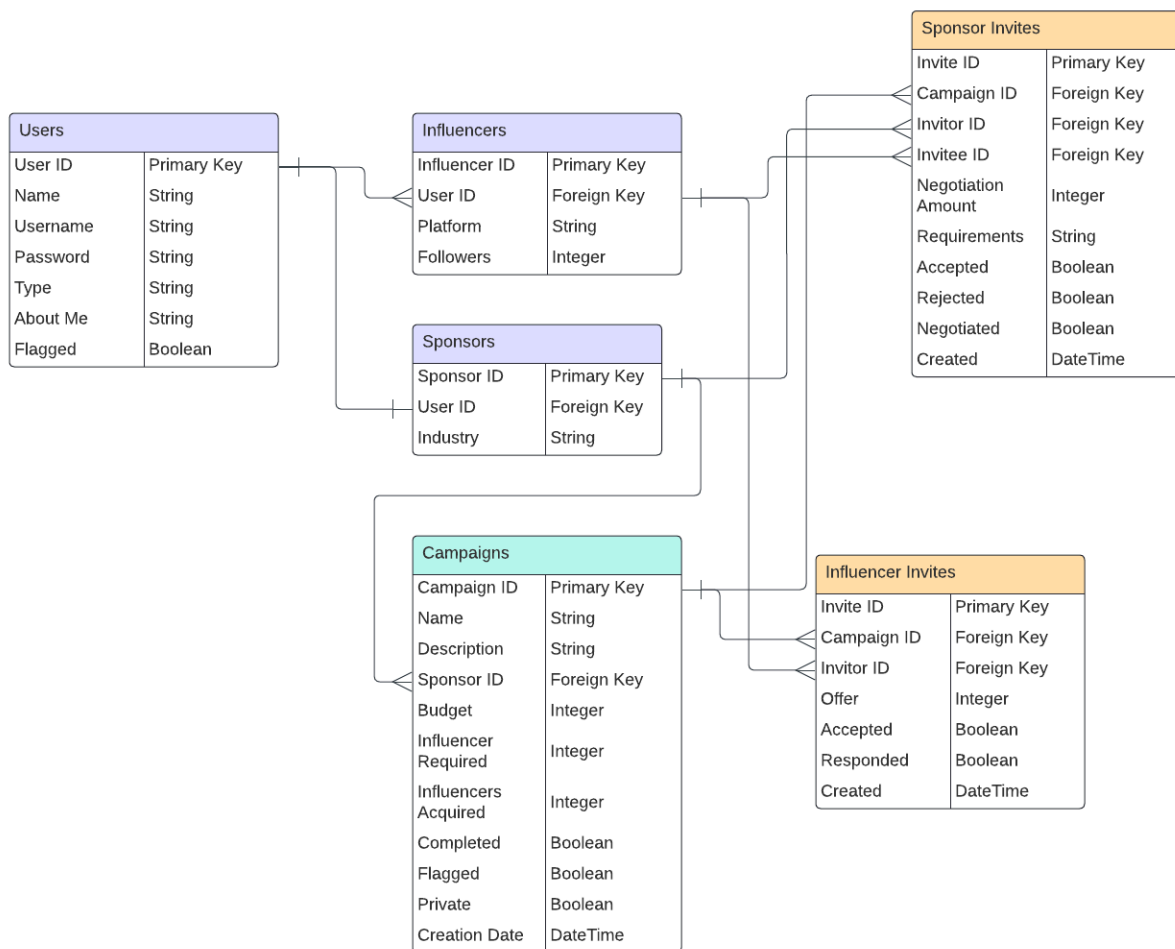 Users
User ID Primary Key
Name String
Username String
Password String
Type String
About Me String
Flagged Boolean
Influencers
Influencer ID Primary Key
User ID Foreign Key
Platform String
Followers Integer
Sponsors
Sponsor ID Primary Key
User ID Foreign Key
Industry String
Campaigns
Campaign ID Primary Key
Name String
Description String
Sponsor ID Foreign Key
Budget Integer
Influencer
Required Integer
Influencers
Acquired Integer
Completed Boolean
Flagged Boolean
Private Boolean
Creation Date DateTime
Sponsor Invites
Invite ID Primary Key
Campaign ID Foreign Key
Invitor ID Foreign Key
Invitee ID Foreign Key
Negotiation
Amount Integer
Requirements String
Accepted Boolean
Rejected Boolean
Negotiated Boolean
Created DateTime
Influencer Invites
Invite ID Primary Key
Campaign ID Foreign Key
Invitor ID Foreign Key
Offer Integer
Accepted Boolean
Responded Boolean
Created DateTime